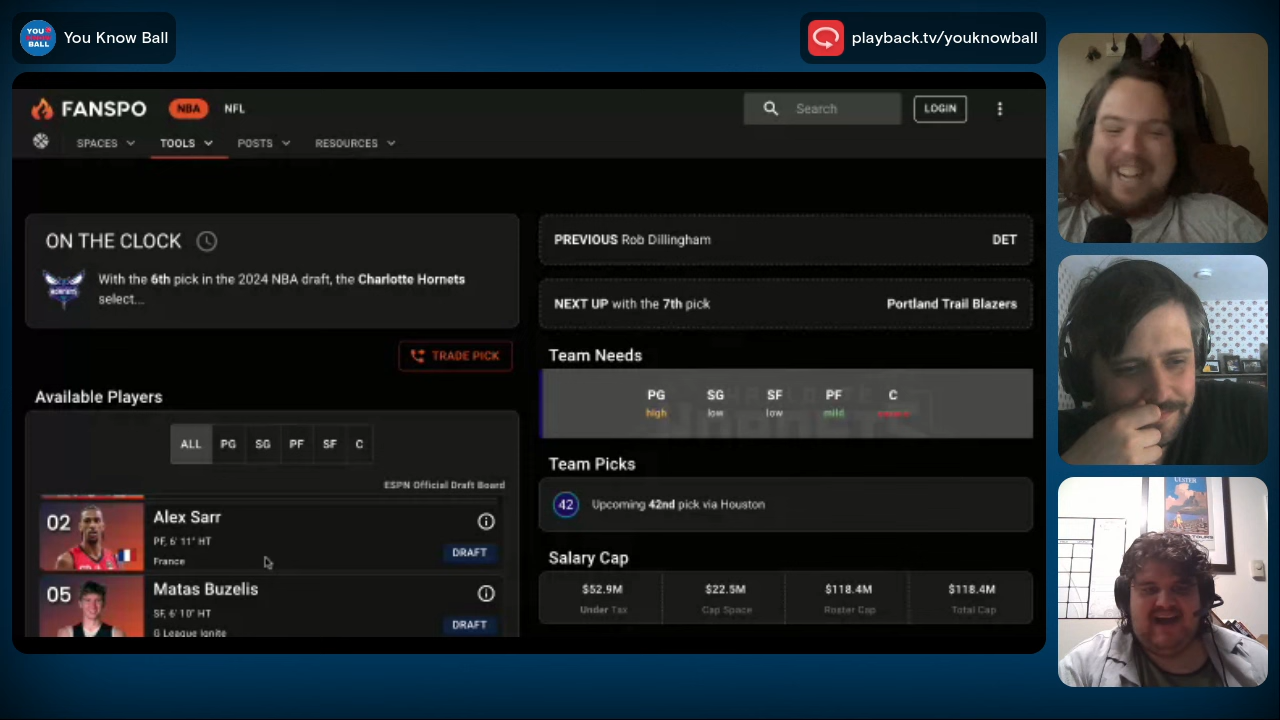 YOU KNOW BALL
You Know Ball
playback.tv/youknowball
FANSPO
NBA
NFL
Search
LOGIN
SPACES
TOOLS
POSTS
RESOURCES
ON THE CLOCK
With the 6th pick in the 2024 NBA draft, the Charlotte Hornets
select...
PREVIOUS Rob Dillingham
DET
NEXT UP with the 7th pick
Portland Trail Blazers
TRADE PICK
Team Needs
PG SG SF PF C
high low low mild
Available Players
ALL PG SG PF SF C
ESPN Official Draft Board
02
Alex Sarr
PF, 6' 11" HT
France
DRAFT
05
Matas Buzelis
SF, 6' 10" HT
G League Ignite
DRAFT
Team Picks
42 Upcoming 42nd pick via Houston
Salary Cap
$52.9M $22.5M $118.4M $118.4M
Under Tax Cap Space Roster Cap Total Cap